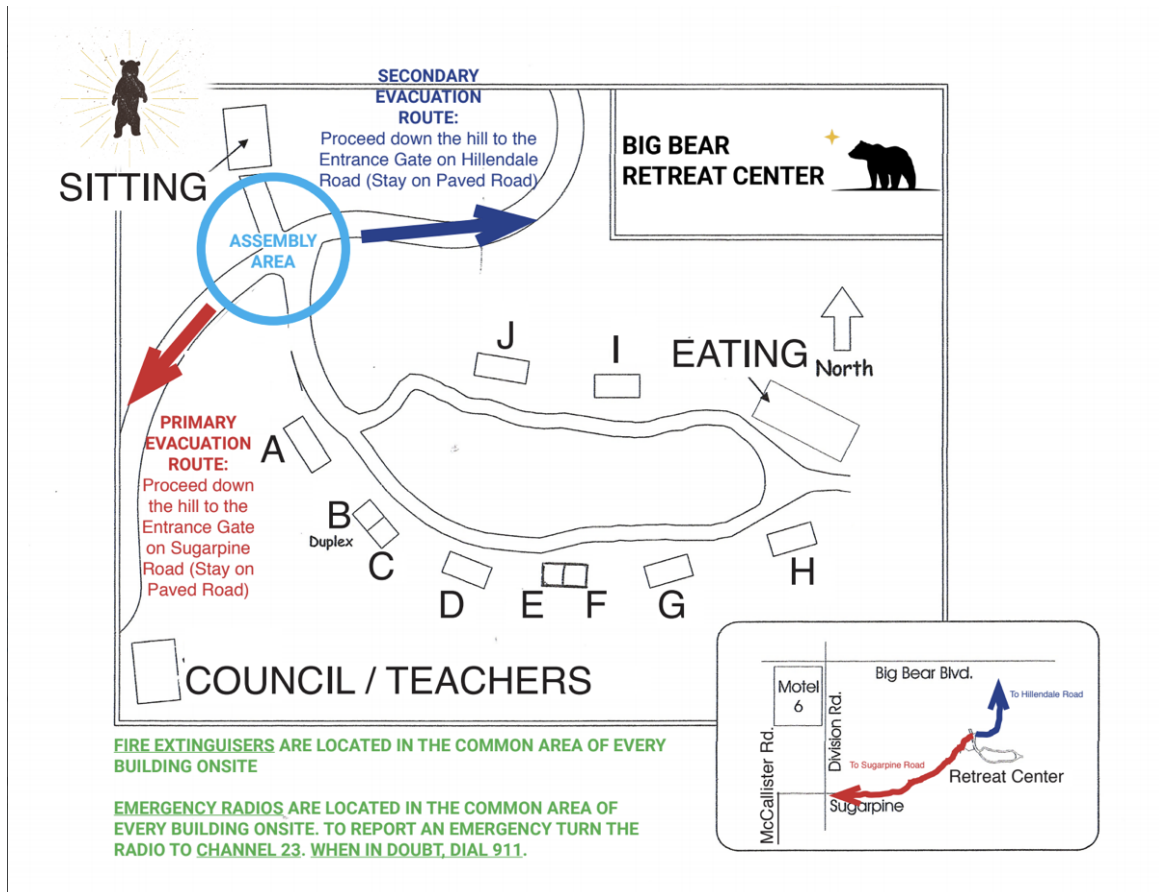 SECONDARY
EVACUATION
ROUTE:
Proceed down the hill to the
Entrance Gate on Hillendale
Road (Stay on Paved Road)
BIG BEAR
RETREAT CENTER
SITTING
ASSEMBLY
AREA
J
I
EATING
North
PRIMARY
EVACUATION
ROUTE:
Proceed down
the hill to the
Entrance Gate
on Sugarpine
Road (Stay on
Paved Road)
A
B
Duplex
C
D
E
F
G
H
COUNCIL / TEACHERS
Big Bear Blvd.
Motel
6
Division Rd.
McCallister Rd.
To Hillendale Road
To Sugarpine Road
Retreat Center
Sugarpine
FIRE EXTINGUISERS ARE LOCATED IN THE COMMON AREA OF EVERY
BUILDING ONSITE
EMERGENCY RADIOS ARE LOCATED IN THE COMMON AREA OF
EVERY BUILDING ONSITE. TO REPORT AN EMERGENCY TURN THE
RADIO TO CHANNEL 23. WHEN IN DOUBT, DIAL 911.